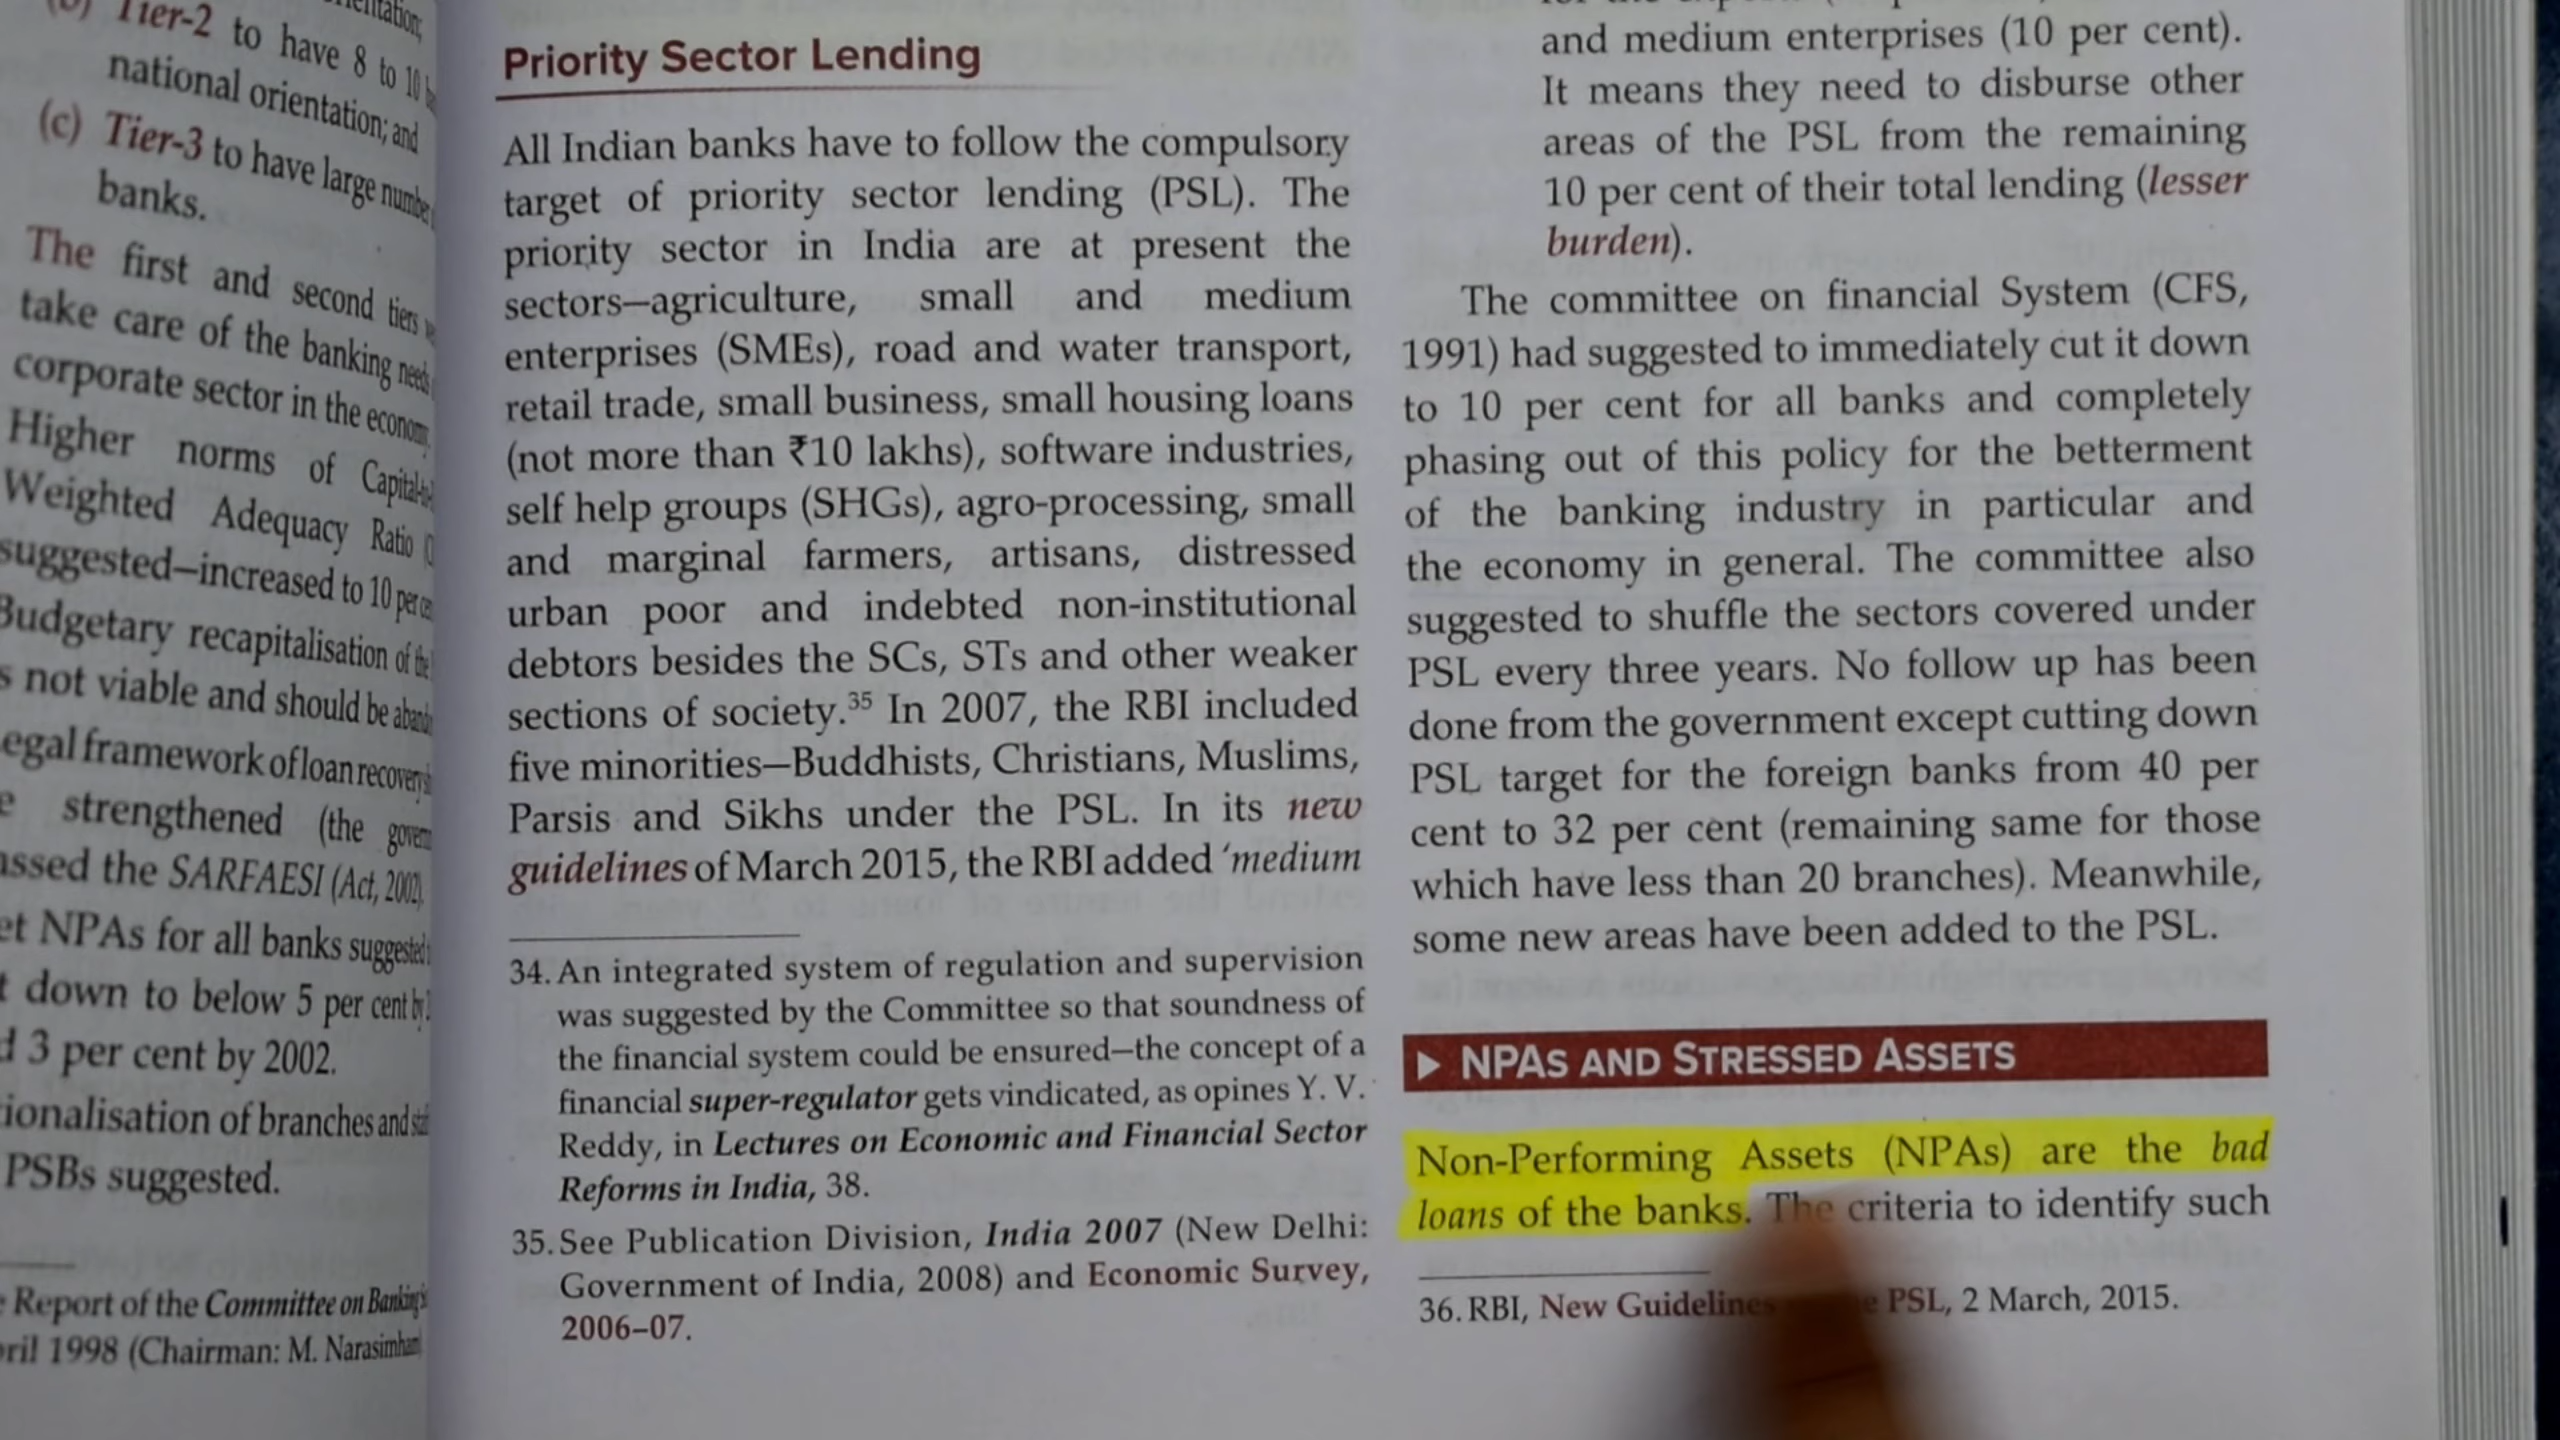 Tier-2 to have 8 to 10
national orientation; and
(c) Tier-3 to have large number
banks.
The first and second tiers
take care of the banking needs
corporate sector in the economy.
Higher norms of
Weighted Adequacy Ratio
suggested—increased to 10 per
Budgetary recapitalisation of the
not viable and should be
framework of loan recovery
strengthened (the
the SARFAESI (Act, 2002).
NPAs for all banks suggested
down to below 5 per cent by
3 per cent by 2002.
of branches and
PSBs suggested.
Report of the Committee on Banking
1998 (Chairman: M. Narasimham)
Priority Sector Lending
All Indian banks have to follow the compulsory
target of priority sector lending (PSL). The
priority sector in India are at present the
sectors—agriculture, small and medium
enterprises (SMEs), road and water transport,
retail trade, small business, small housing loans
(not more than ₹10 lakhs), software industries,
self help groups (SHGs), agro-processing, small
and marginal farmers, artisans, distressed
urban poor and indebted non-institutional
debtors besides the SCs, STs and other weaker
sections of society.35 In 2007, the RBI included
five minorities—Buddhists, Christians, Muslims,
Parsis and Sikhs under the PSL. In its new
guidelines of March 2015, the RBI added 'medium
34. An integrated system of regulation and supervision
was suggested by the Committee so that soundness of
the financial system could be ensured—the concept of a
financial super-regulator gets vindicated, as opines Y. V.
Reddy, in Lectures on Economic and Financial Sector
Reforms in India, 38.
35. See Publication Division, India 2007 (New Delhi:
Government of India, 2008) and Economic Survey,
2006–07.
and medium enterprises (10 per cent).
It means they need to disburse other
areas of the PSL from the remaining
10 per cent of their total lending (lesser
burden).
The committee on financial System (CFS,
1991) had suggested to immediately cut it down
to 10 per cent for all banks and completely
phasing out of this policy for the betterment
of the banking industry in particular and
the economy in general. The committee also
suggested to shuffle the sectors covered under
PSL every three years. No follow up has been
done from the government except cutting down
PSL target for the foreign banks from 40 per
cent to 32 per cent (remaining same for those
which have less than 20 branches). Meanwhile,
some new areas have been added to the PSL.
▶ NPAS AND STRESSED ASSETS
Non-Performing Assets (NPAs) are the bad
loans of the banks. The criteria to identify such
36. RBI, New Guidelines PSL, 2 March, 2015.